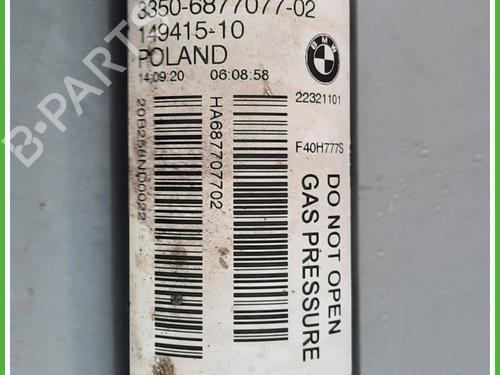 3350-6877077-02
149415-10
POLAND
14:09:20 06:08:58
BMW
22321101
F40H777S
HA687707702
20B258ND0022
DO NOT OPEN
GAS PRESSURE
B-PARTS